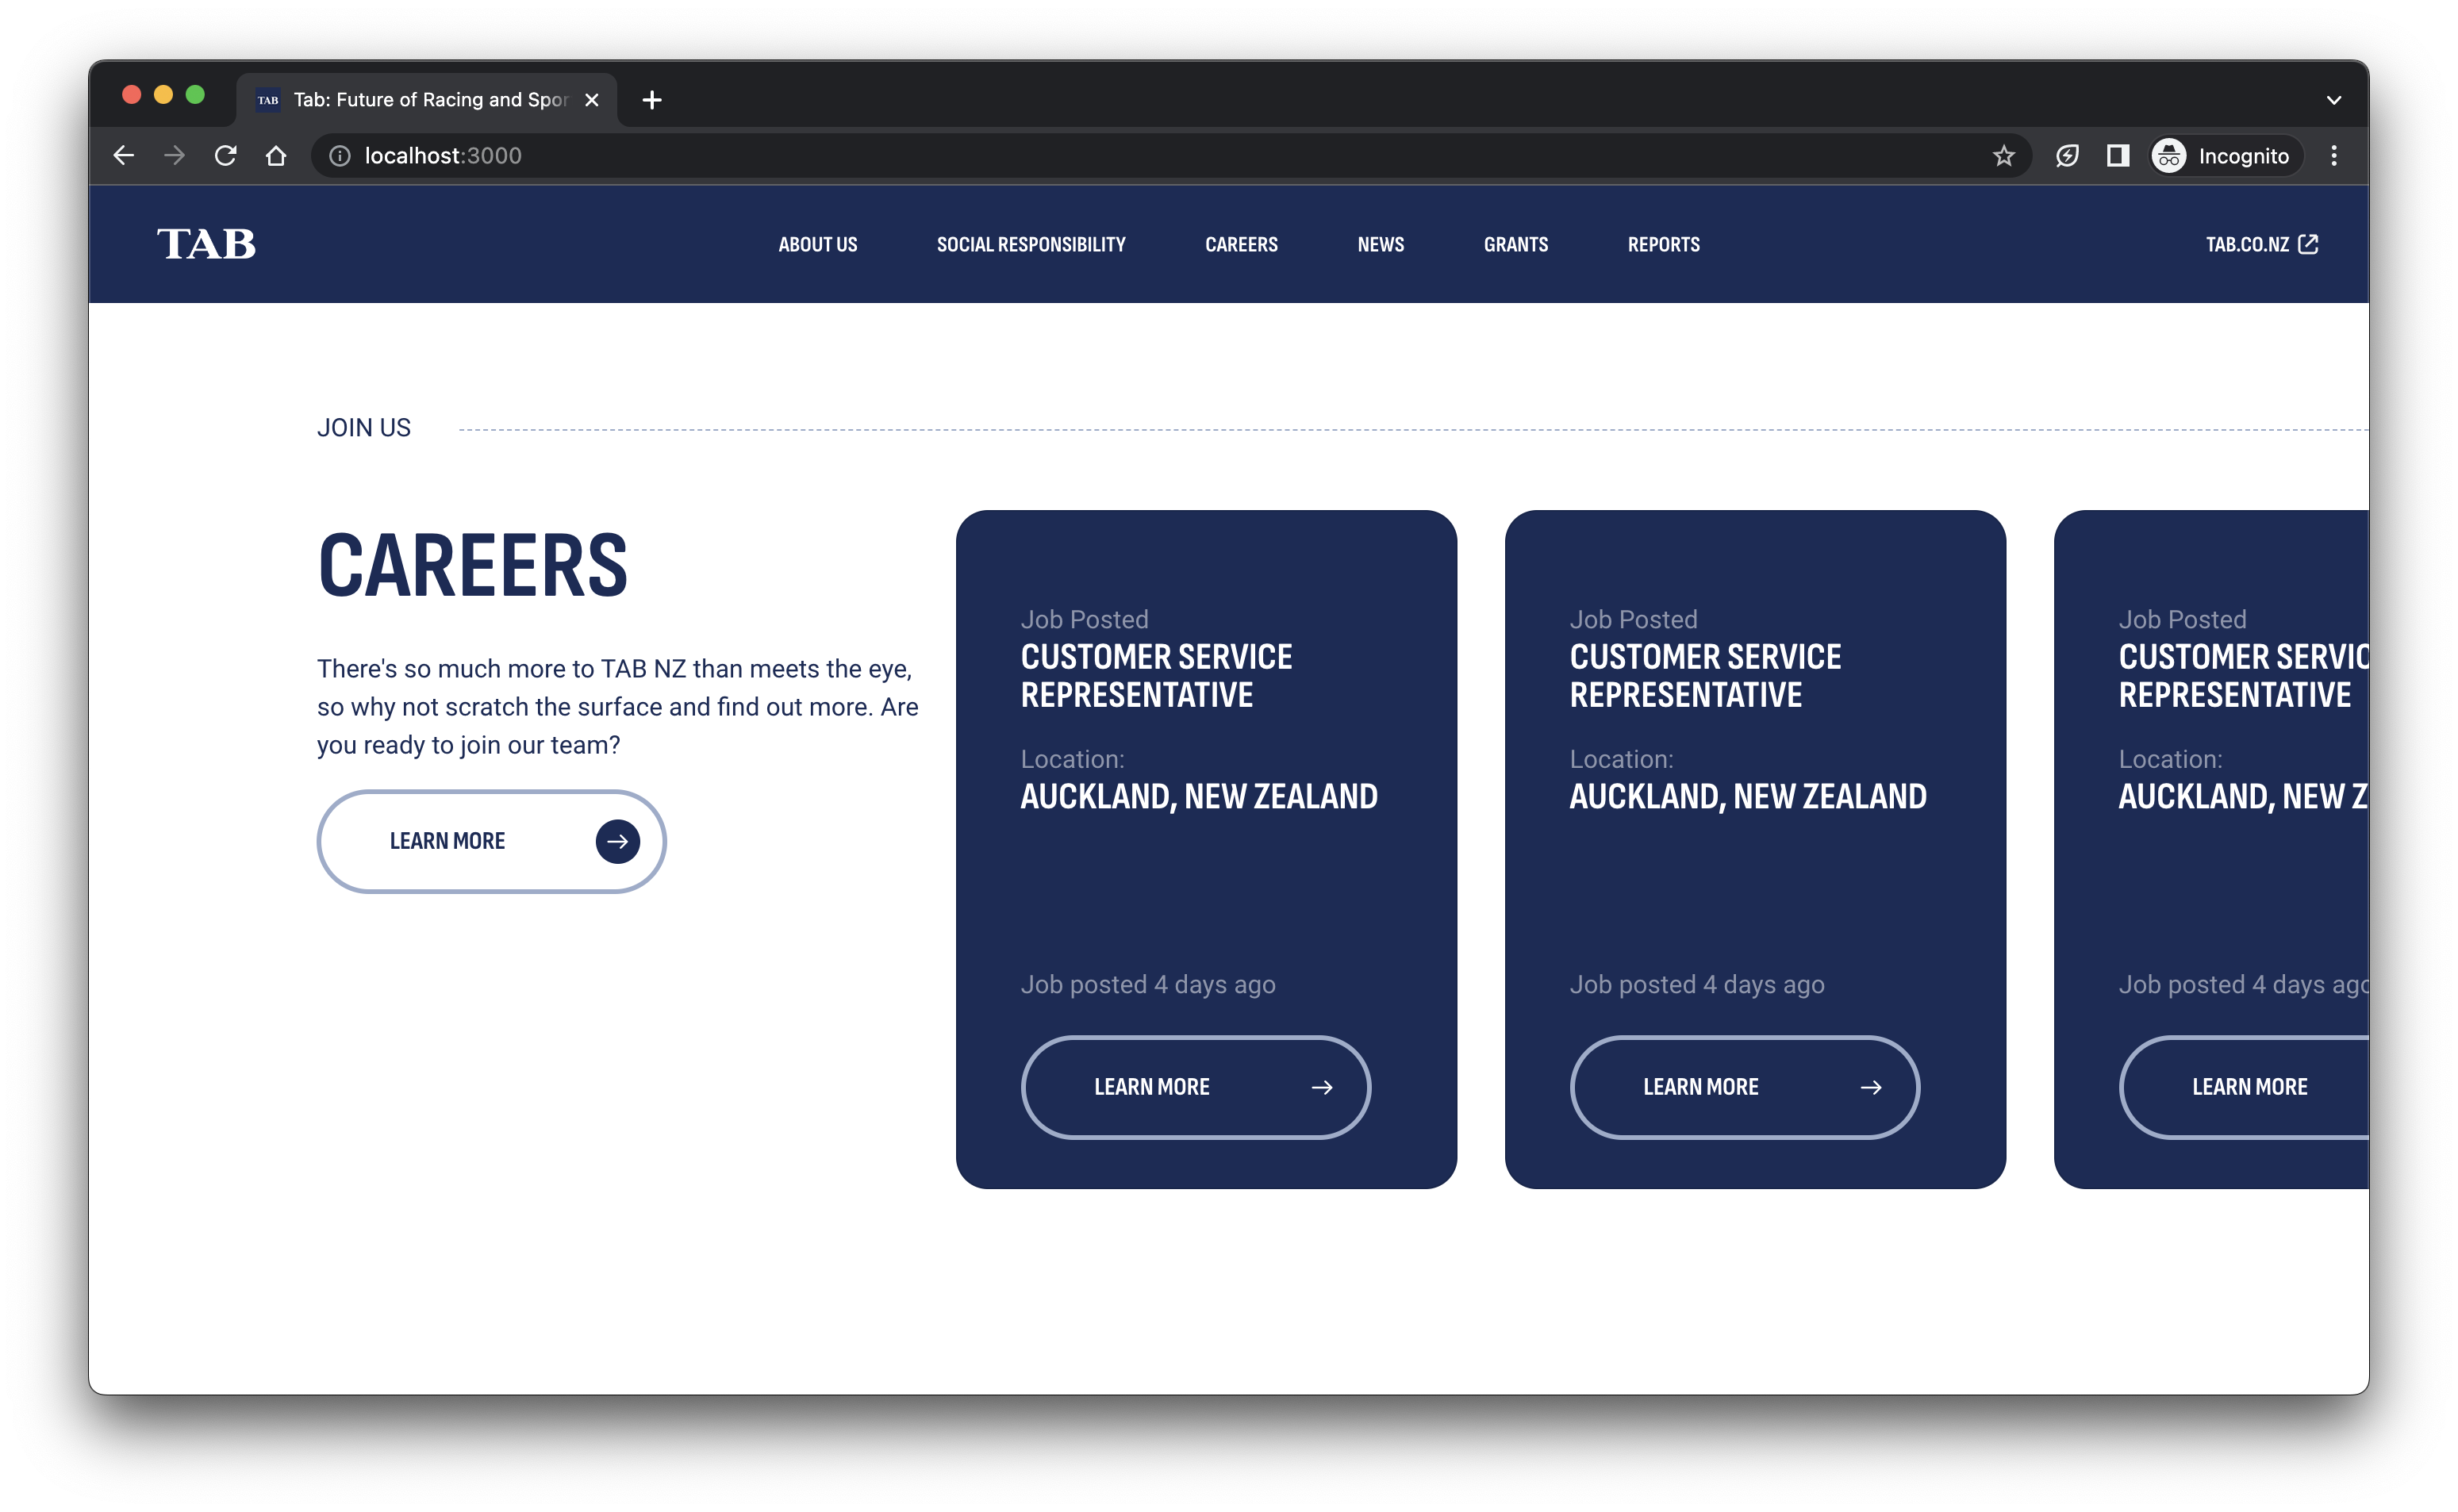 TAB
Tab: Future of Racing and Spor
localhost:3000
Incognito
TAB
ABOUT US
SOCIAL RESPONSIBILITY
CAREERS
NEWS
GRANTS
REPORTS
TAB.CO.NZ
JOIN US
CAREERS
There's so much more to TAB NZ than meets the eye,
so why not scratch the surface and find out more. Are
you ready to join our team?
LEARN MORE
Job Posted
CUSTOMER SERVICE
REPRESENTATIVE
Location:
AUCKLAND, NEW ZEALAND
Job posted 4 days ago
LEARN MORE
Job Posted
CUSTOMER SERVICE
REPRESENTATIVE
Location:
AUCKLAND, NEW ZEALAND
Job posted 4 days ago
LEARN MORE
Job Posted
CUSTOMER SERVIC
REPRESENTATIVE
Location:
AUCKLAND, NEW Z
Job posted 4 days ago
LEARN MORE